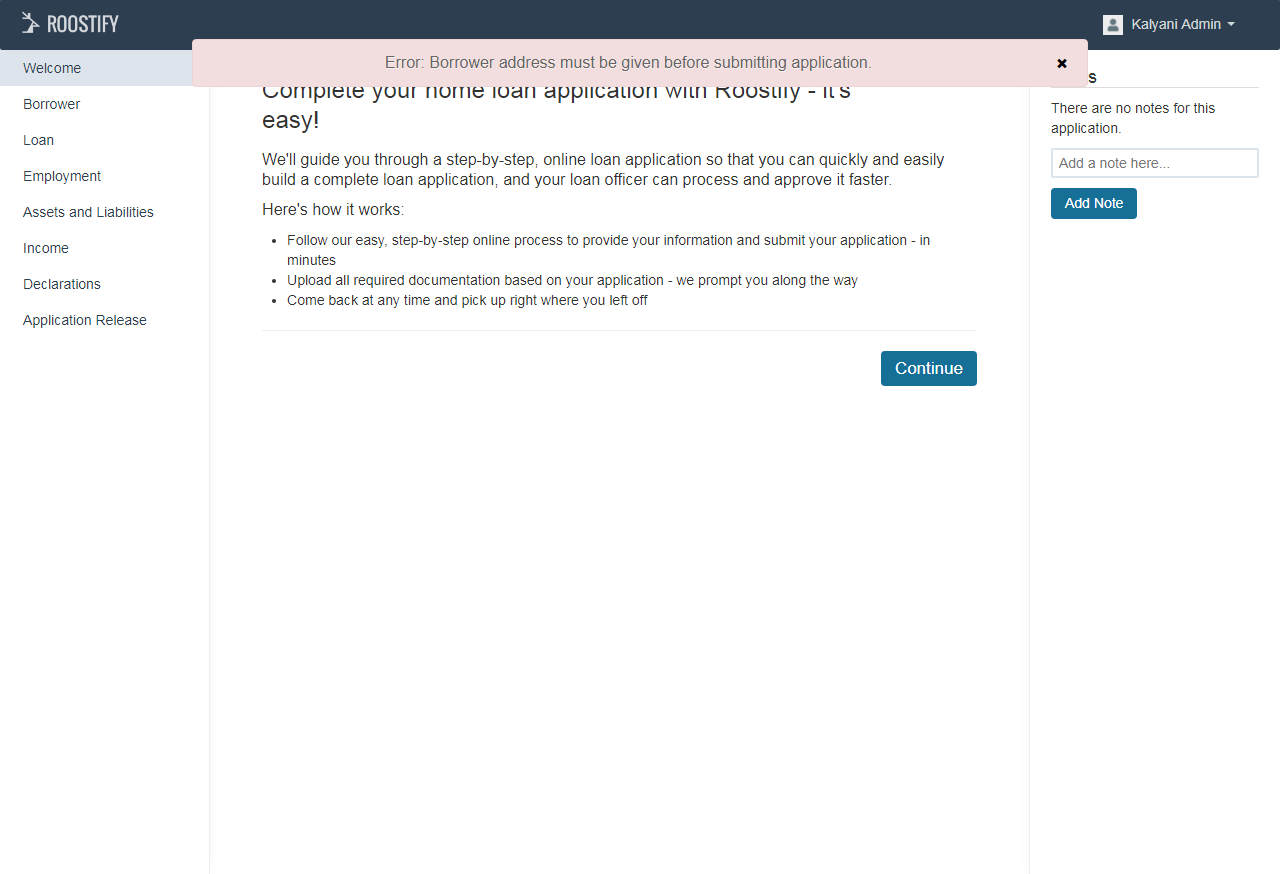 ROOSTIFY
Kalyani Admin
Error: Borrower address must be given before submitting application.
Welcome
Borrower
Loan
Employment
Assets and Liabilities
Income
Declarations
Application Release
Complete your home loan application with Roostify - it's
easy!
We'll guide you through a step-by-step, online loan application so that you can quickly and easily
build a complete loan application, and your loan officer can process and approve it faster.
Here's how it works:
• Follow our easy, step-by-step online process to provide your information and submit your application - in
minutes
• Upload all required documentation based on your application - we prompt you along the way
• Come back at any time and pick up right where you left off
Continue
There are no notes for this
application.
Add a note here...
Add Note